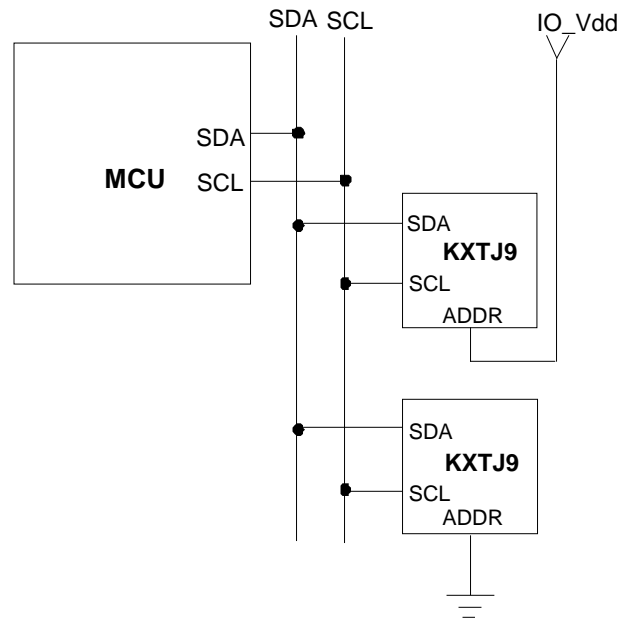 SDA SCL
IO_Vdd
SDA
MCU
SCL
SDA
KXTJ9
SCL
ADDR
SDA
KXTJ9
SCL
ADDR